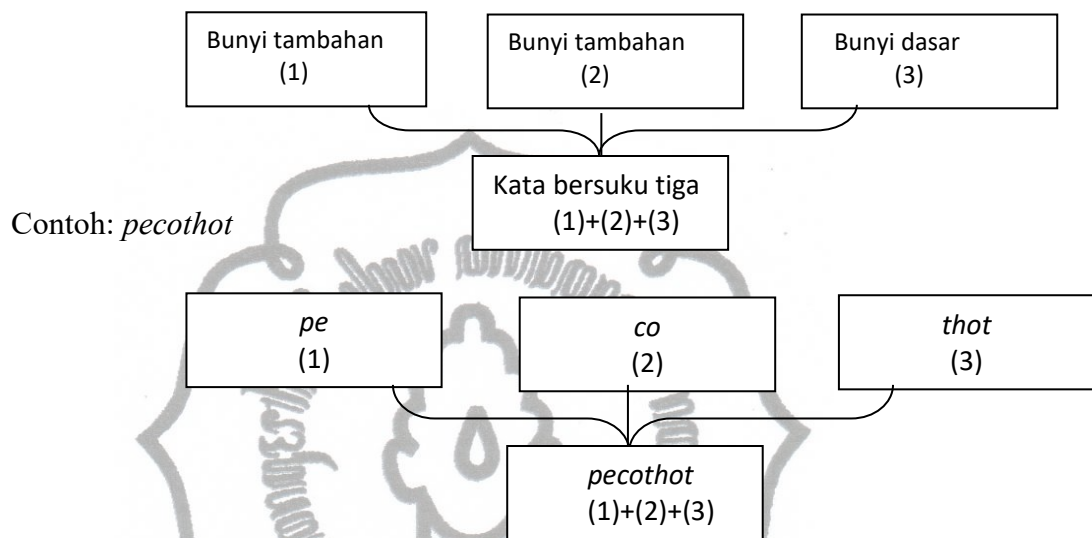 Bunyi tambahan
(1)
Bunyi tambahan
(2)
Bunyi dasar
(3)
Kata bersuku tiga
(1)+(2)+(3)
Contoh: pecothot
pe
(1)
co
(2)
thot
(3)
pecothot
(1)+(2)+(3)